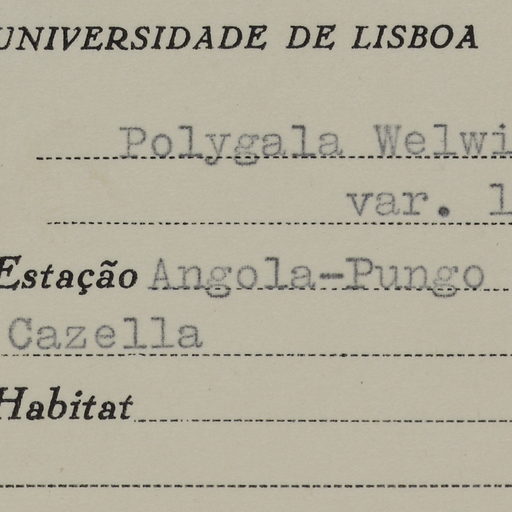 UNIVERSIDADE DE LISBOA
Polygala Welwi
var. l
Estação Angola-Pungo
Cazella
Habitat